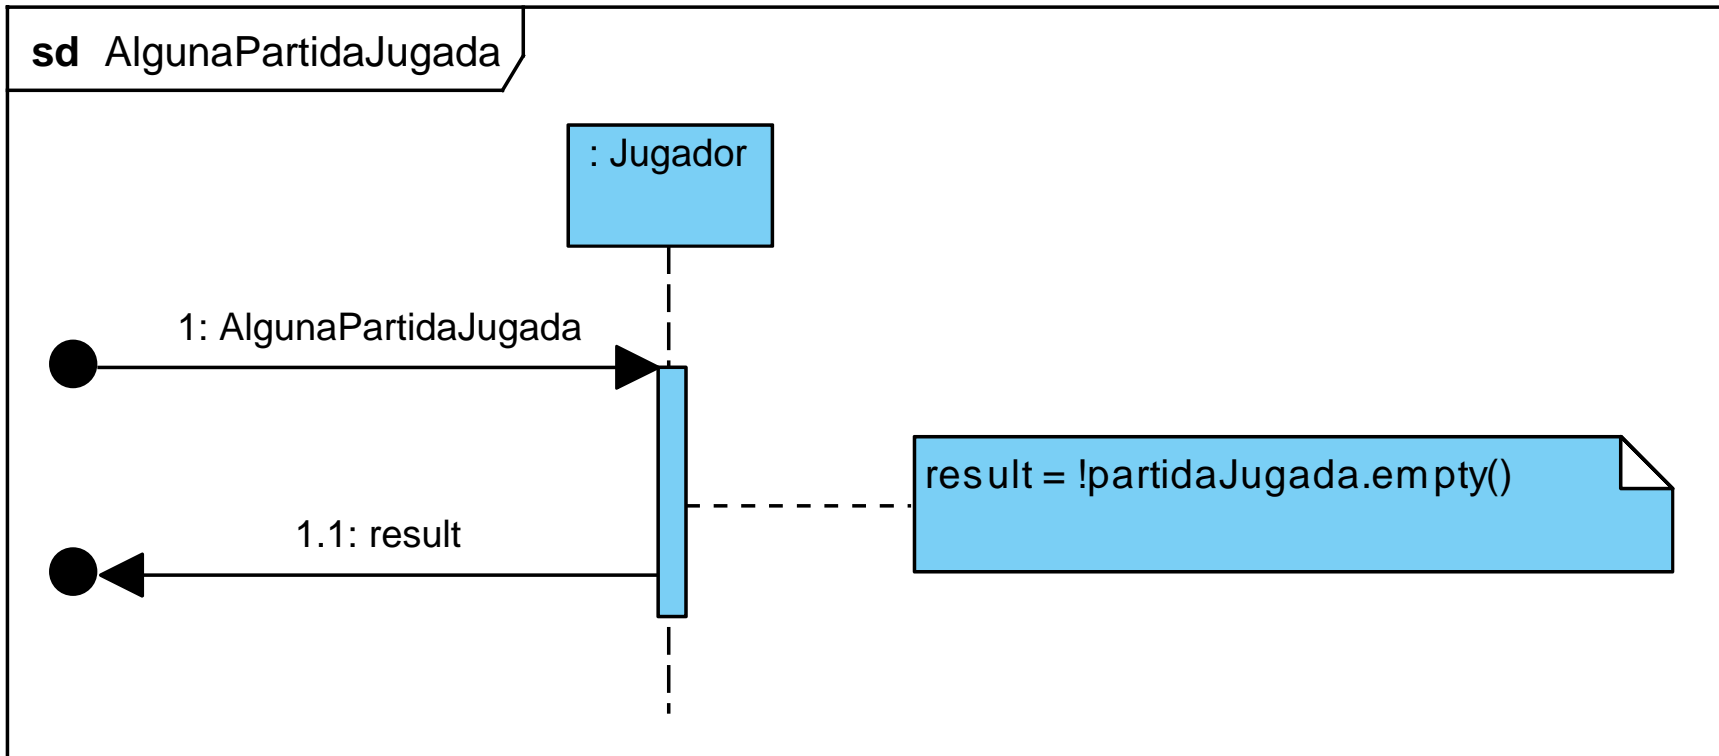 sd AlgunaPartidaJugada
: Jugador
1: AlgunaPartidaJugada
result = !partidaJugada.empty()
1.1: result